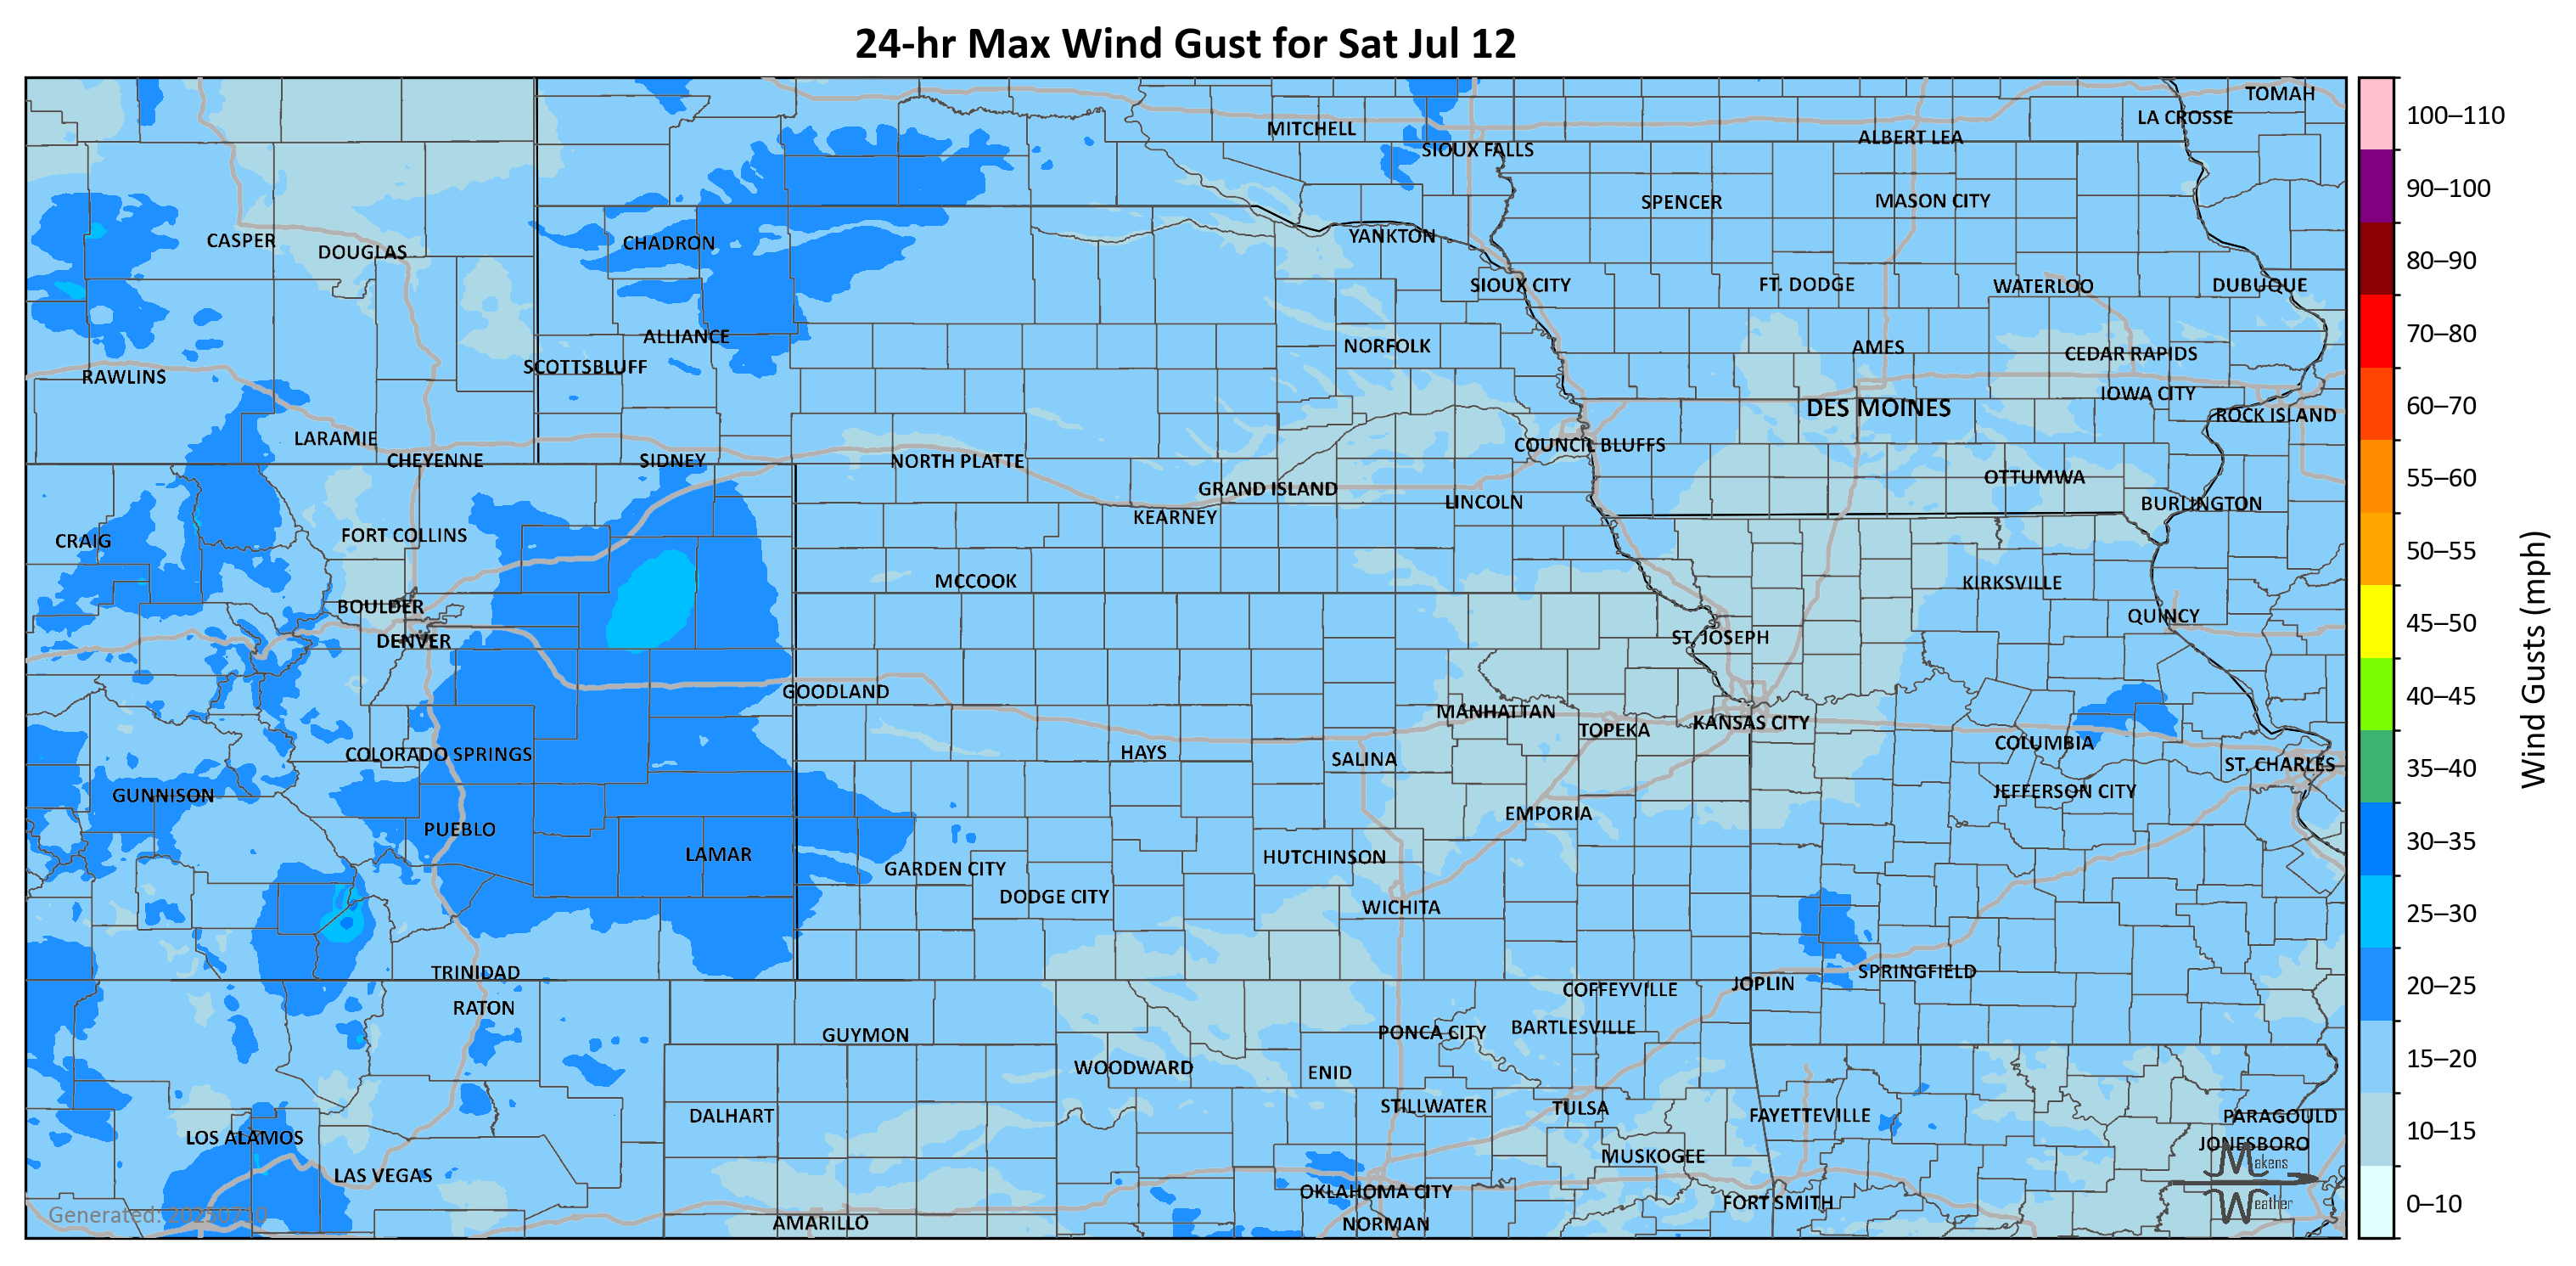 24-hr Max Wind Gust for Sat Jul 12
TOMAH
LA CROSSE
MITCHELL
ALBERT LEA
SIOUX FALLS
SPENCER
MASON CITY
CASPER
DOUGLAS
CHADRON
YANKTON
SIOUX CITY
FT. DODGE
WATERLOO
DUBUQUE
ALLIANCE
NORFOLK
AMES
CEDAR RAPIDS
SCOTTSBLUFF
RAWLINS
IOWA CITY
DES MOINES
ROCK ISLAND
LARAMIE
COUNCIL BLUFFS
CHEYENNE
SIDNEY
NORTH PLATTE
OTTUMWA
GRAND ISLAND
LINCOLN
BURLINGTON
KEARNEY
FORT COLLINS
CRAIG
MCCOOK
KIRKSVILLE
BOULDER
QUINCY
DENVER
ST. JOSEPH
GOODLAND
MANHATTAN
TOPEKA
KANSAS CITY
COLUMBIA
COLORADO SPRINGS
HAYS
SALINA
ST. CHARLES
GUNNISON
JEFFERSON CITY
EMPORIA
PUEBLO
LAMAR
HUTCHINSON
GARDEN CITY
DODGE CITY
WICHITA
TRINIDAD
SPRINGFIELD
JOPLIN
COFFEYVILLE
RATON
GUYMON
PONCA CITY
BARTLESVILLE
WOODWARD
ENID
STILLWATER
TULSA
DALHART
FAYETTEVILLE
PARAGOULD
LOS ALAMOS
JONESBORO
MUSKOGEE
LAS VEGAS
OKLAHOMA CITY
FORT SMITH
AMARILLO
NORMAN
Makens
Weather
Generated: 20250710
100–110
90–100
80–90
70–80
60–70
55–60
50–55
45–50
40–45
35–40
30–35
25–30
20–25
15–20
10–15
0–10
Wind Gusts (mph)